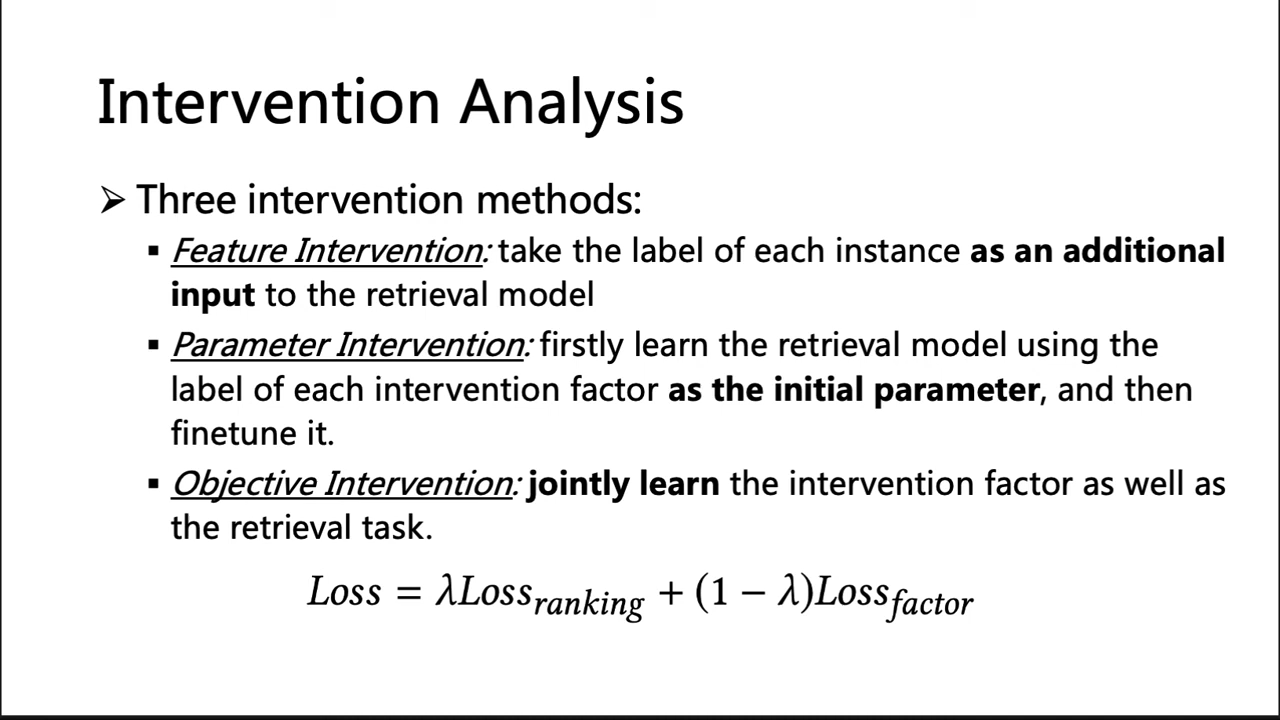 Intervention Analysis
➢ Three intervention methods:
▪ Feature Intervention: take the label of each instance as an additional
input to the retrieval model
▪ Parameter Intervention: firstly learn the retrieval model using the
label of each intervention factor as the initial parameter, and then
finetune it.
▪ Objective Intervention: jointly learn the intervention factor as well as
the retrieval task.
Loss = λLoss_ranking + (1 − λ)Loss_factor